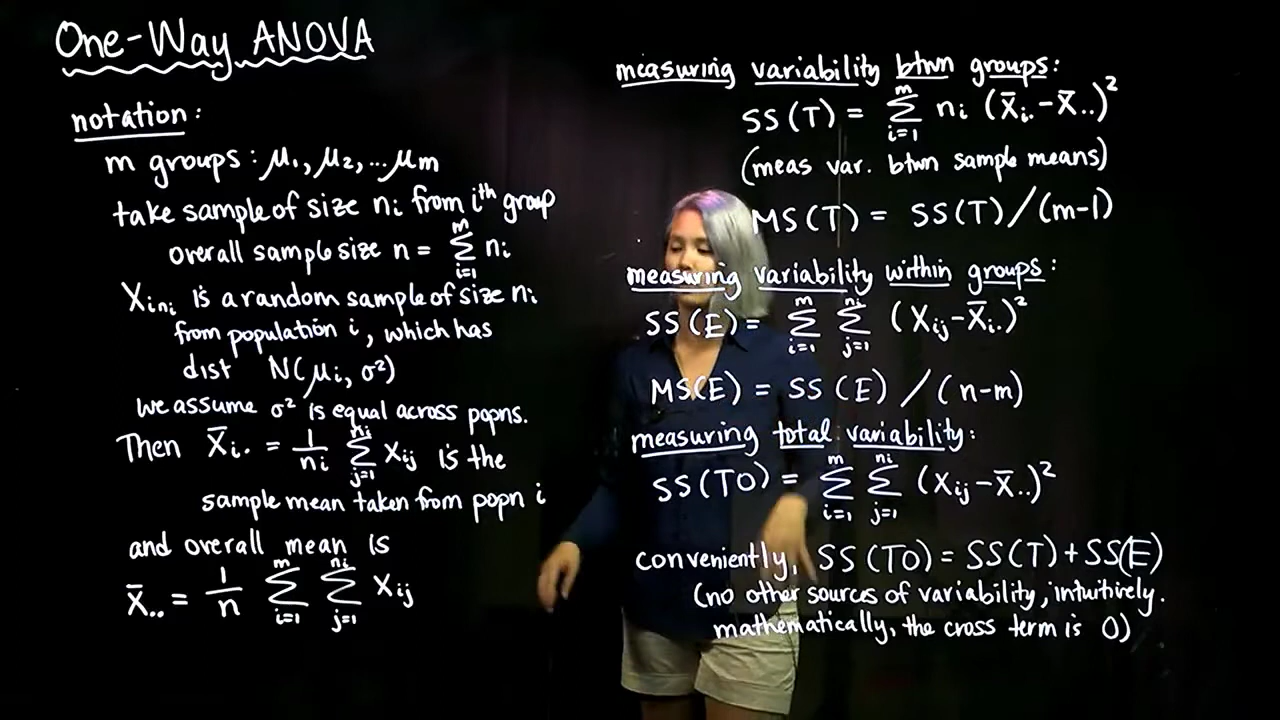 One-Way ANOVA
notation:
m groups: μ₁, μ₂, ... μm
take sample of size nᵢ from iᵗʰ group
overall sample size n = Σᵢ₌₁ᵐ nᵢ
Xᵢₙᵢ is a random sample of size nᵢ
from population i, which has
dist N(μᵢ, σ²)
we assume σ² is equal across popns.
Then X̄ᵢ. = 1/nᵢ Σⱼ₌₁ⁿⁱ Xᵢⱼ is the
sample mean taken from popn i
and overall mean is
X̄.. = 1/n Σᵢ₌₁ᵐ Σⱼ₌₁ⁿⁱ Xᵢⱼ
measuring variability btwn groups:
SS(T) = Σᵢ₌₁ᵐ nᵢ (X̄ᵢ. - X̄..)²
(meas var. btwn sample means)
MS(T) = SS(T)/(m-1)
measuring variability within groups:
SS(E) = Σᵢ₌₁ᵐ Σⱼ₌₁ⁿⁱ (Xᵢⱼ - X̄ᵢ.)²
MS(E) = SS(E)/(n-m)
measuring total variability:
SS(TO) = Σᵢ₌₁ᵐ Σⱼ₌₁ⁿⁱ (Xᵢⱼ - X̄..)²
conveniently, SS(TO) = SS(T) + SS(E)
(no other sources of variability, intuitively.
mathematically, the cross term is 0)